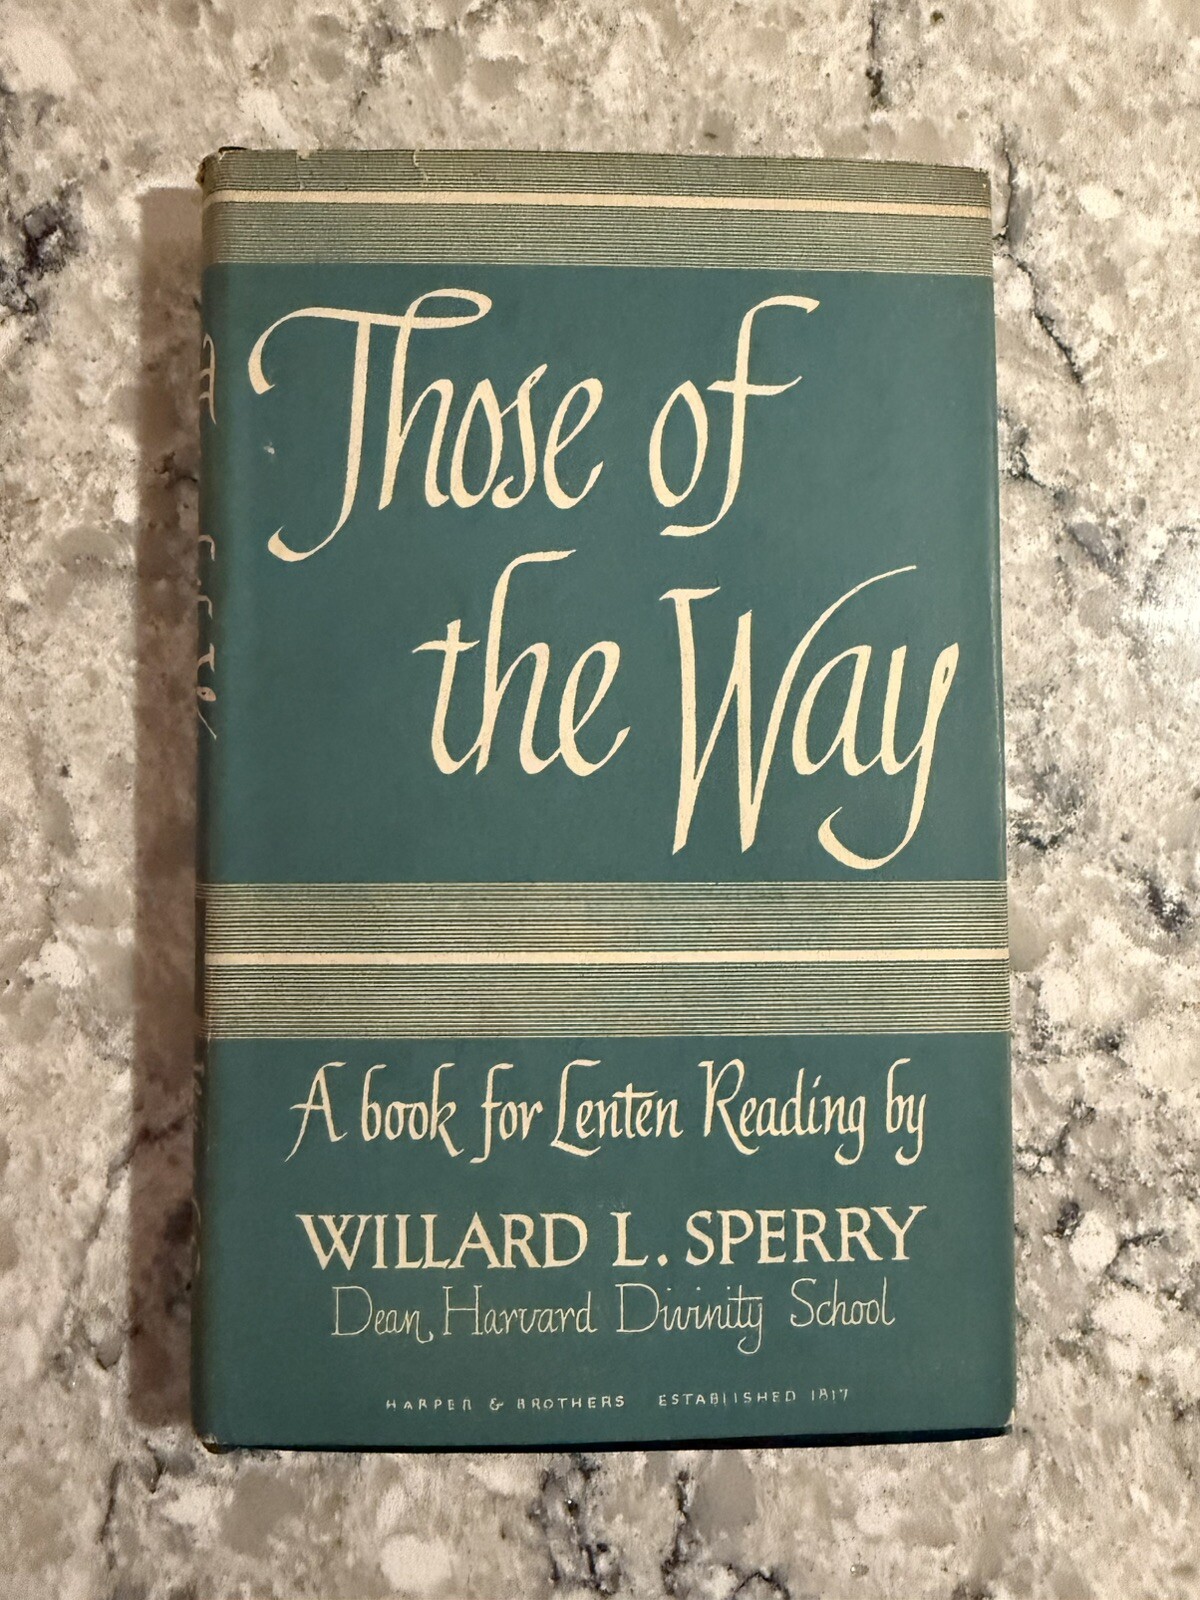 Those of
the Way
A book for Lenten Reading by
WILLARD L. SPERRY
Dean, Harvard Divinity School
HARPER & BROTHERS ESTABLISHED 1817